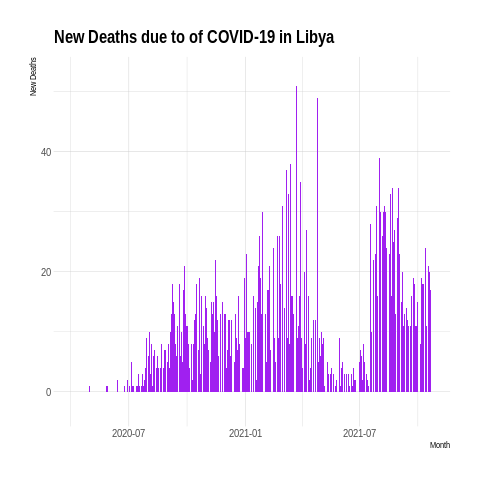 New Deaths due to of COVID-19 in Libya
New Deaths
40
20
0
2020-07
2021-01
2021-07
Month